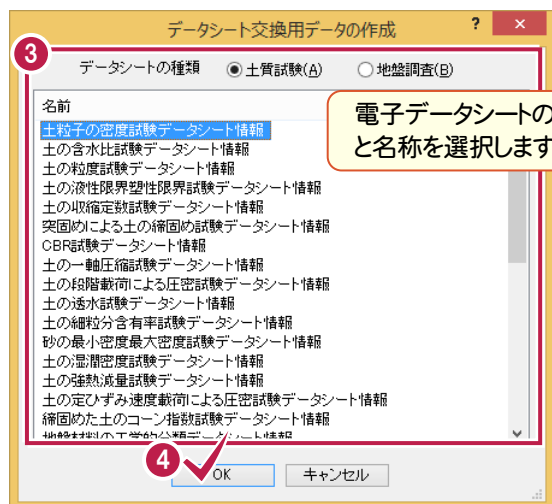 データシート交換用データの作成
? ×
3
データシートの種類 土質試験(A) 地盤調査(B)
名前
電子データシートの
と名称を選択します
土粒子の密度試験データシート情報
土の含水比試験データシート情報
土の粒度試験データシート情報
土の液性限界塑性限界試験データシート情報
土の収縮定数試験データシート情報
突固めによる土の締固め試験データシート情報
CBR試験データシート情報
土の一軸圧縮試験データシート情報
土の段階載荷による圧密試験データシート情報
土の透水試験データシート情報
土の細粒分含有率試験データシート情報
砂の最小密度最大密度試験データシート情報
土の湿潤密度試験データシート情報
土の強熱減量試験データシート情報
土の定ひずみ速度載荷による圧密試験データシート情報
締固めた土のコーン指数試験データシート情報
地盤材料の工学的分類データシート情報
4
OK キャンセル